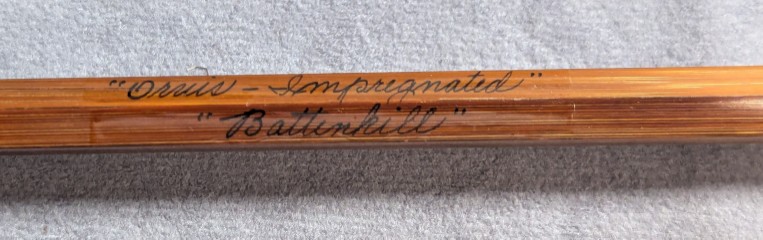 "Orvis - Impregnated"
"Battenkill"